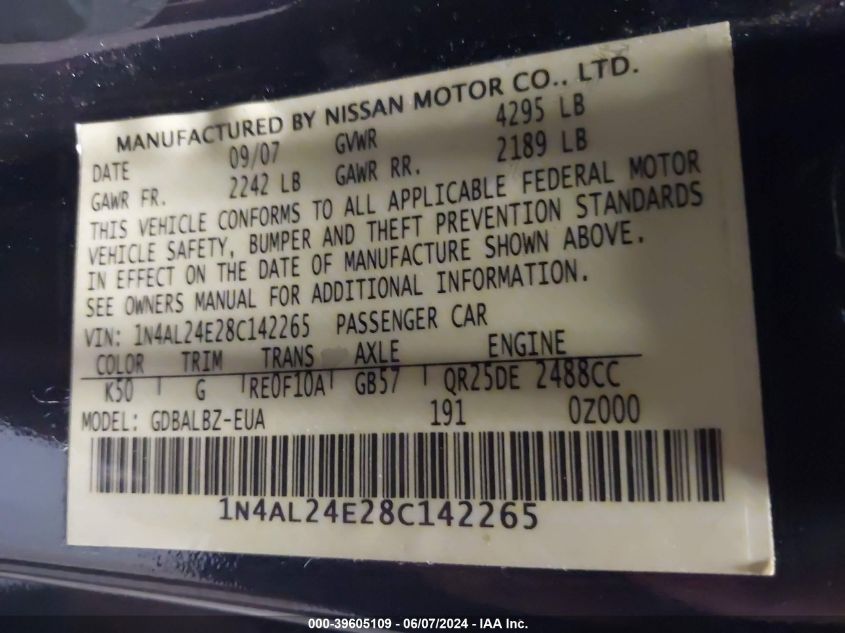 MANUFACTURED BY NISSAN MOTOR CO., LTD.
DATE 09/07 GVWR 4295 LB
GAWR FR. 2242 LB GAWR RR. 2189 LB
THIS VEHICLE CONFORMS TO ALL APPLICABLE FEDERAL MOTOR
VEHICLE SAFETY, BUMPER AND THEFT PREVENTION STANDARDS
IN EFFECT ON THE DATE OF MANUFACTURE SHOWN ABOVE.
SEE OWNERS MANUAL FOR ADDITIONAL INFORMATION.
VIN: 1N4AL24E28C142265 PASSENGER CAR
COLOR TRIM TRANS AXLE ENGINE
K50 G RE0F10A GB57 QR25DE 2488CC
MODEL: GDBALBZ-EUA 191 0Z000
1N4AL24E28C142265
000-39605109 - 06/07/2024 - IAA Inc.